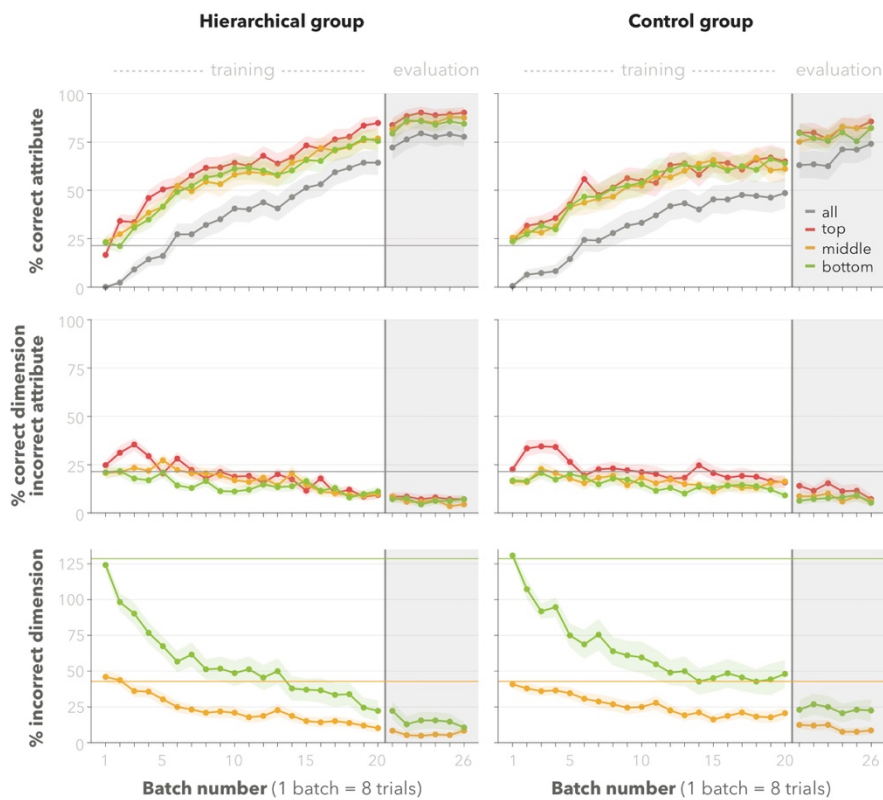 Hierarchical group
Control group
training
evaluation
training
evaluation
% correct attribute
100
75
50
25
0
all
top
middle
bottom
% correct dimension
incorrect attribute
100
75
50
25
0
% incorrect dimension
125
100
75
50
25
0
1 5 10 15 20 26
1 5 10 15 20 26
Batch number (1 batch = 8 trials)
Batch number (1 batch = 8 trials)